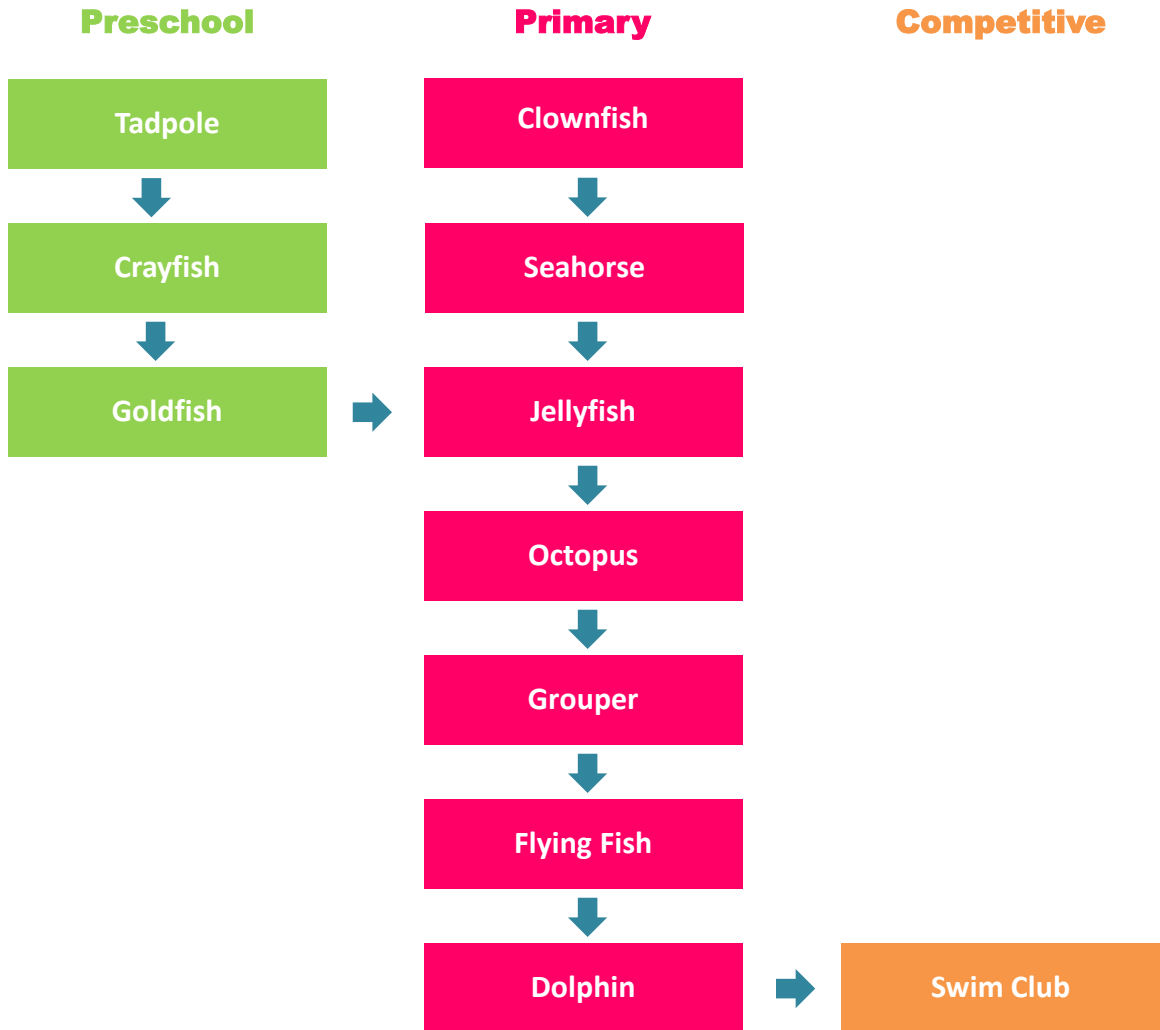 Preschool
Primary
Competitive
Tadpole
Clownfish
Crayfish
Seahorse
Goldfish
Jellyfish
Octopus
Grouper
Flying Fish
Dolphin
Swim Club